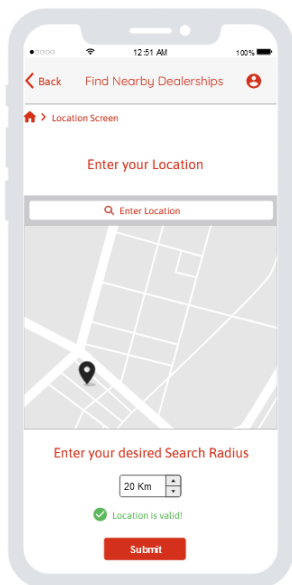 12:51 AM
100%
Back
Find Nearby Dealerships
> Location Screen
Enter your Location
Enter Location
Enter your desired Search Radius
20 Km
Location is valid!
Submit